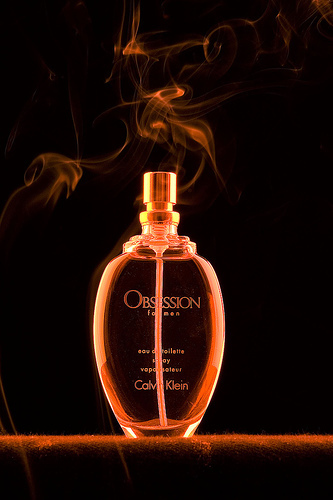 OBSESSION
for men
eau de toilette
spray
vaporisateur
Calvin Klein